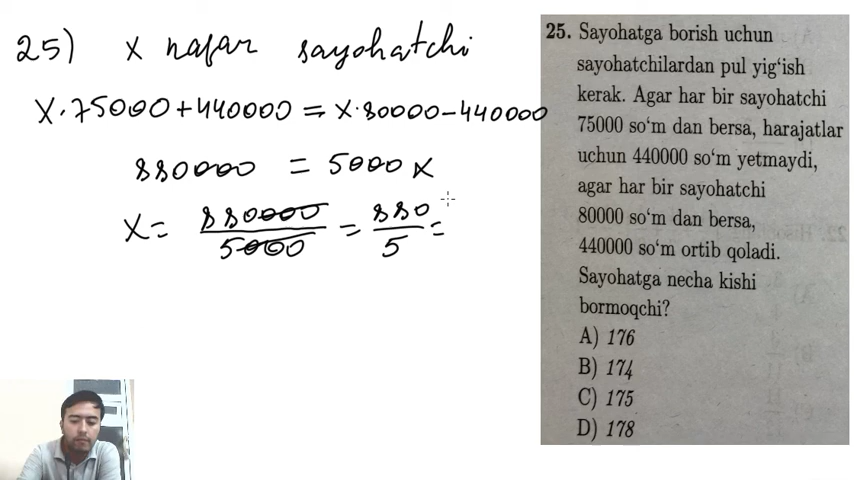 25) x nafar sayohatchi
x·75000+440000=x·80000-440000
880000 = 5000x
x= 880000/5000 = 880/5 =
25. Sayohatga borish uchun
sayohatchilardan pul yig‘ish
kerak. Agar har bir sayohatchi
75000 so‘m dan bersa, harajatlar
uchun 440000 so‘m yetmaydi,
agar har bir sayohatchi
80000 so‘m dan bersa,
440000 so‘m ortib qoladi.
Sayohatga necha kishi
bormoqchi?
A) 176
B) 174
C) 175
D) 178